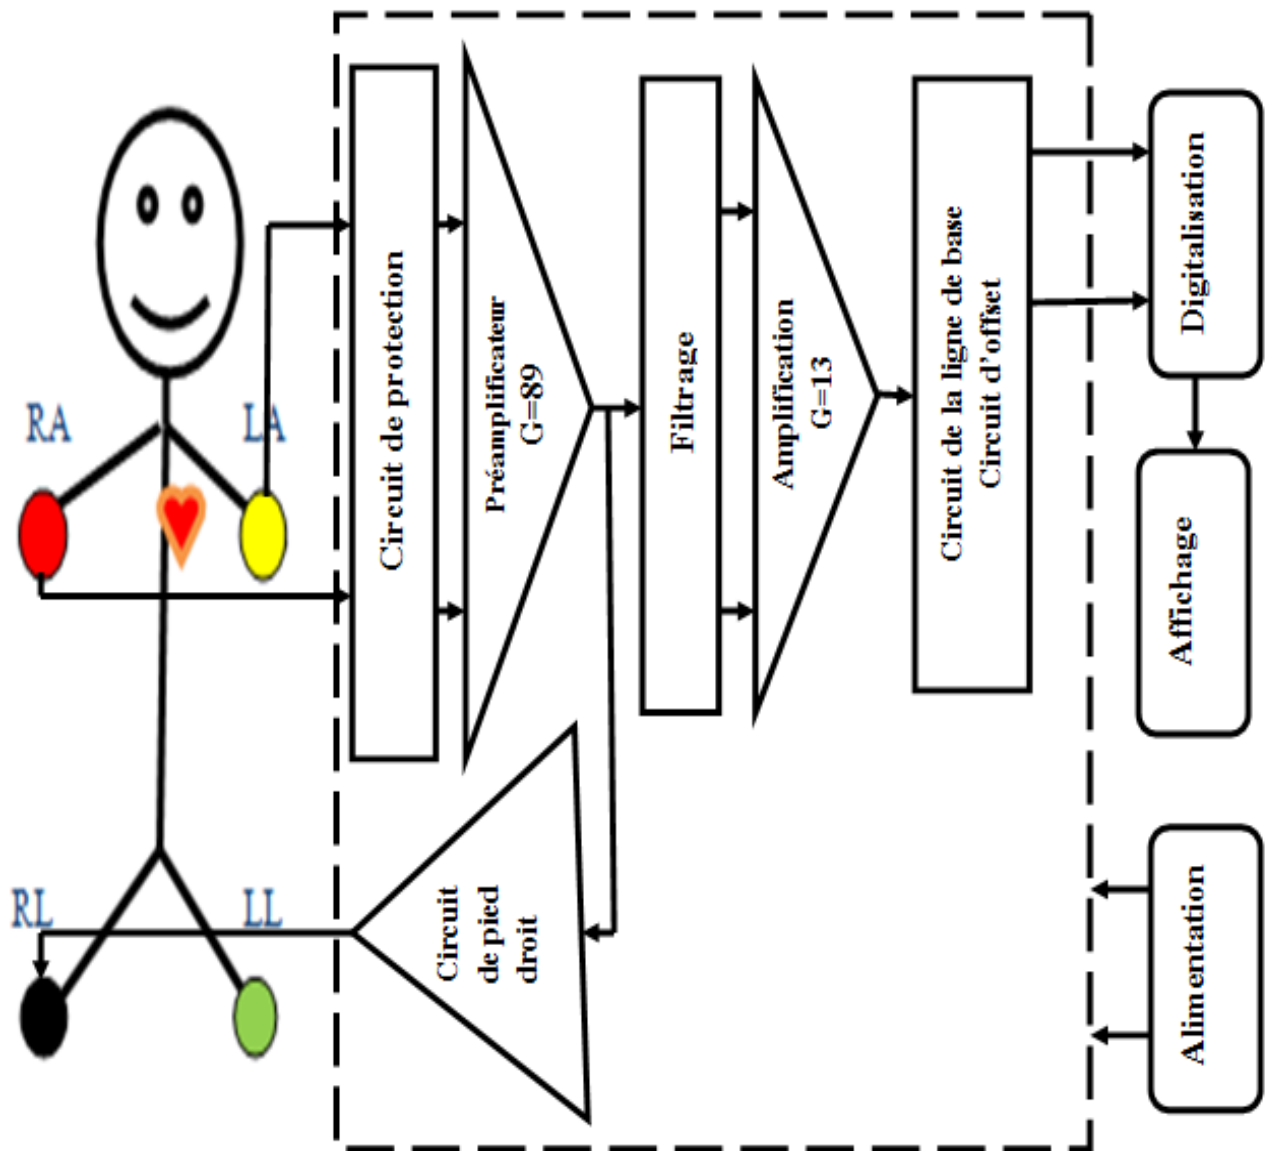 RA
LA
RL
LL
Circuit de protection
Préamplificateur
G=89
Filtrage
Amplification
G=13
Circuit de la ligne de base
Circuit d'offset
Digitalisation
Affichage
Circuit
de pied
droit
Alimentation